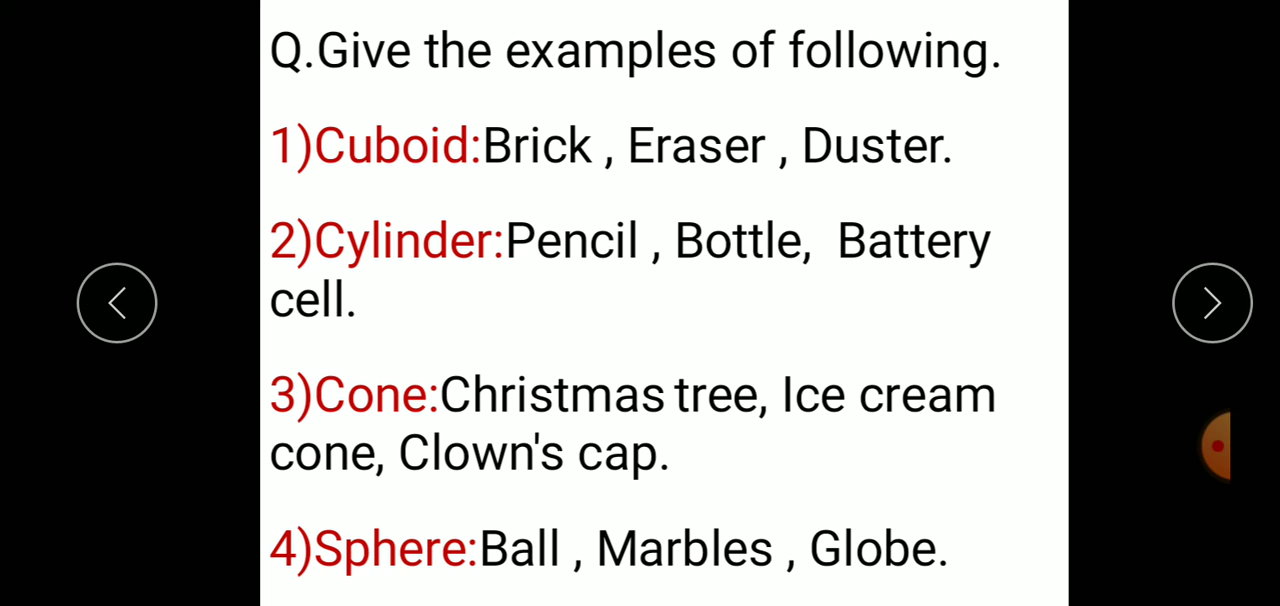 Q.Give the examples of following.
1)Cuboid:Brick , Eraser , Duster.
2)Cylinder:Pencil , Bottle,  Battery
cell.
3)Cone:Christmas tree, Ice cream
cone, Clown's cap.
4)Sphere:Ball , Marbles , Globe.